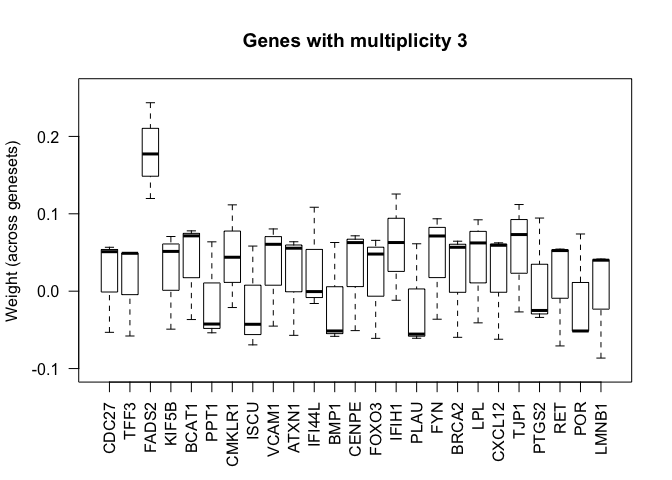 Genes with multiplicity 3
Weight (across genesets)
0.2
0.1
0.0
-0.1
CDC27
TFF3
FADS2
KIF5B
BCAT1
PPT1
CMKLR1
ISCU
VCAM1
ATXN1
IFI44L
BMP1
CENPE
FOXO3
IFIH1
PLAU
FYN
BRCA2
LPL
CXCL12
TJP1
PTGS2
RET
POR
LMNB1